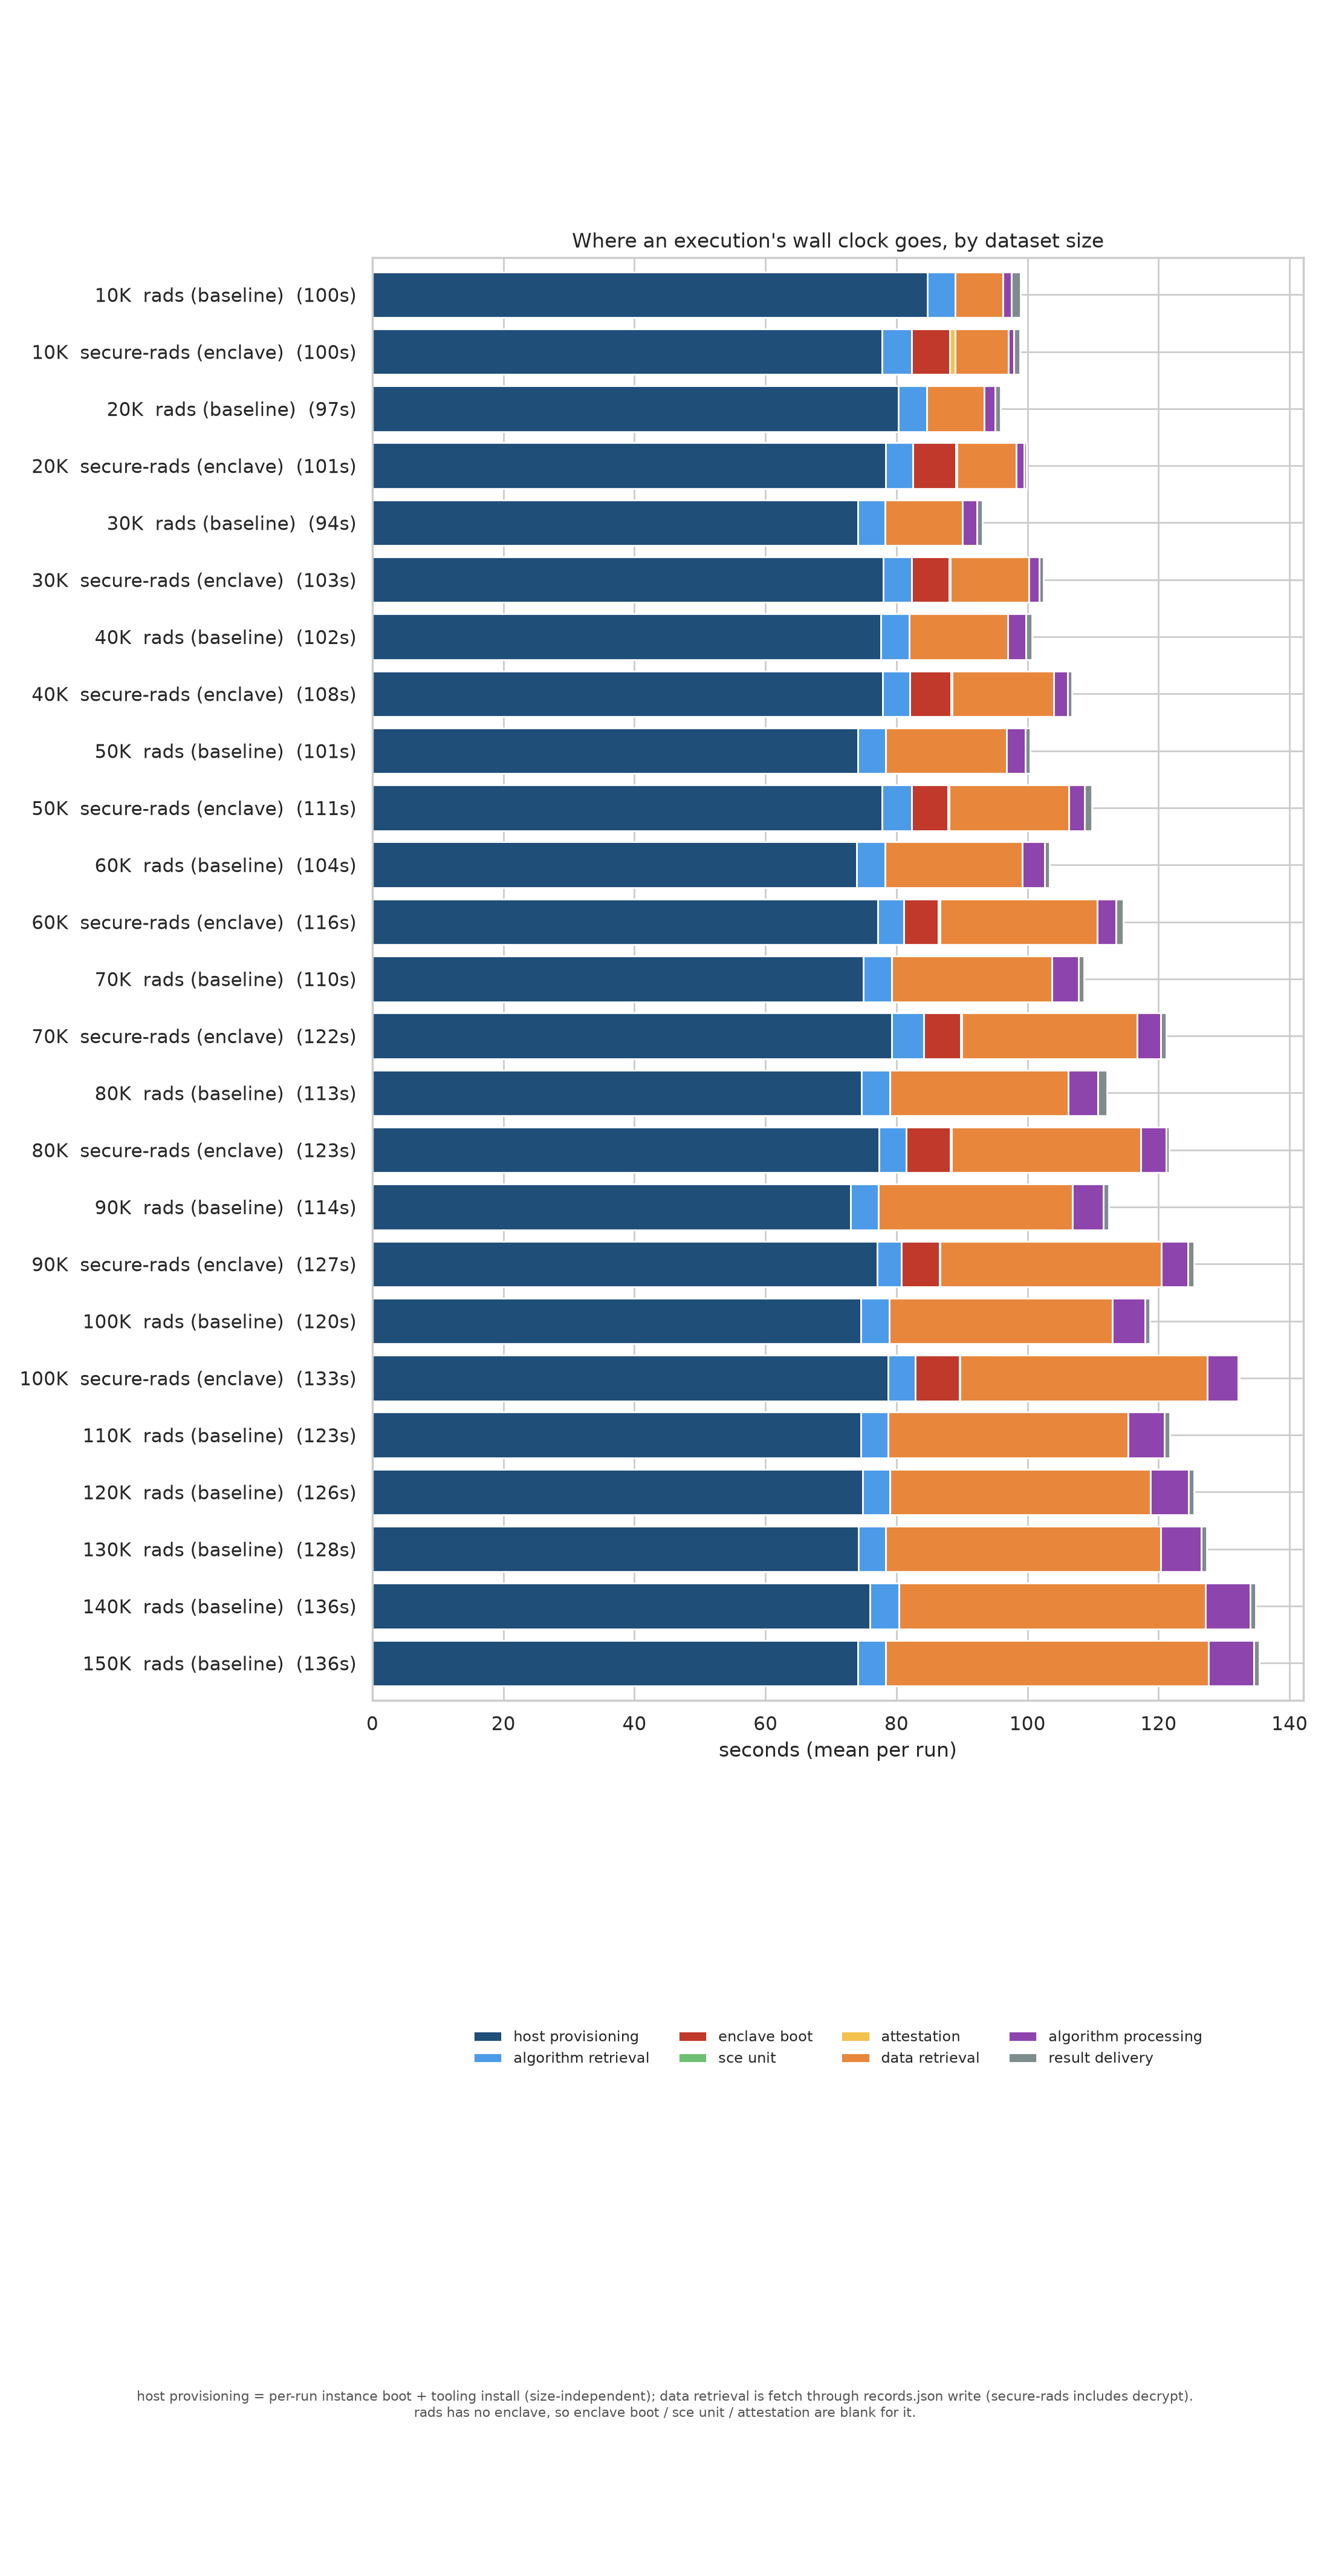 Where an execution's wall clock goes, by dataset size
10K  rads (baseline)  (100s)
10K  secure-rads (enclave)  (100s)
20K  rads (baseline)  (97s)
20K  secure-rads (enclave)  (101s)
30K  rads (baseline)  (94s)
30K  secure-rads (enclave)  (103s)
40K  rads (baseline)  (102s)
40K  secure-rads (enclave)  (108s)
50K  rads (baseline)  (101s)
50K  secure-rads (enclave)  (111s)
60K  rads (baseline)  (104s)
60K  secure-rads (enclave)  (116s)
70K  rads (baseline)  (110s)
70K  secure-rads (enclave)  (122s)
80K  rads (baseline)  (113s)
80K  secure-rads (enclave)  (123s)
90K  rads (baseline)  (114s)
90K  secure-rads (enclave)  (127s)
100K  rads (baseline)  (120s)
100K  secure-rads (enclave)  (133s)
110K  rads (baseline)  (123s)
120K  rads (baseline)  (126s)
130K  rads (baseline)  (128s)
140K  rads (baseline)  (136s)
150K  rads (baseline)  (136s)
0 20 40 60 80 100 120 140
seconds (mean per run)
host provisioning enclave boot attestation algorithm processing
algorithm retrieval sce unit data retrieval result delivery
host provisioning = per-run instance boot + tooling install (size-independent); data retrieval is fetch through records.json write (secure-rads includes decrypt).
rads has no enclave, so enclave boot / sce unit / attestation are blank for it.